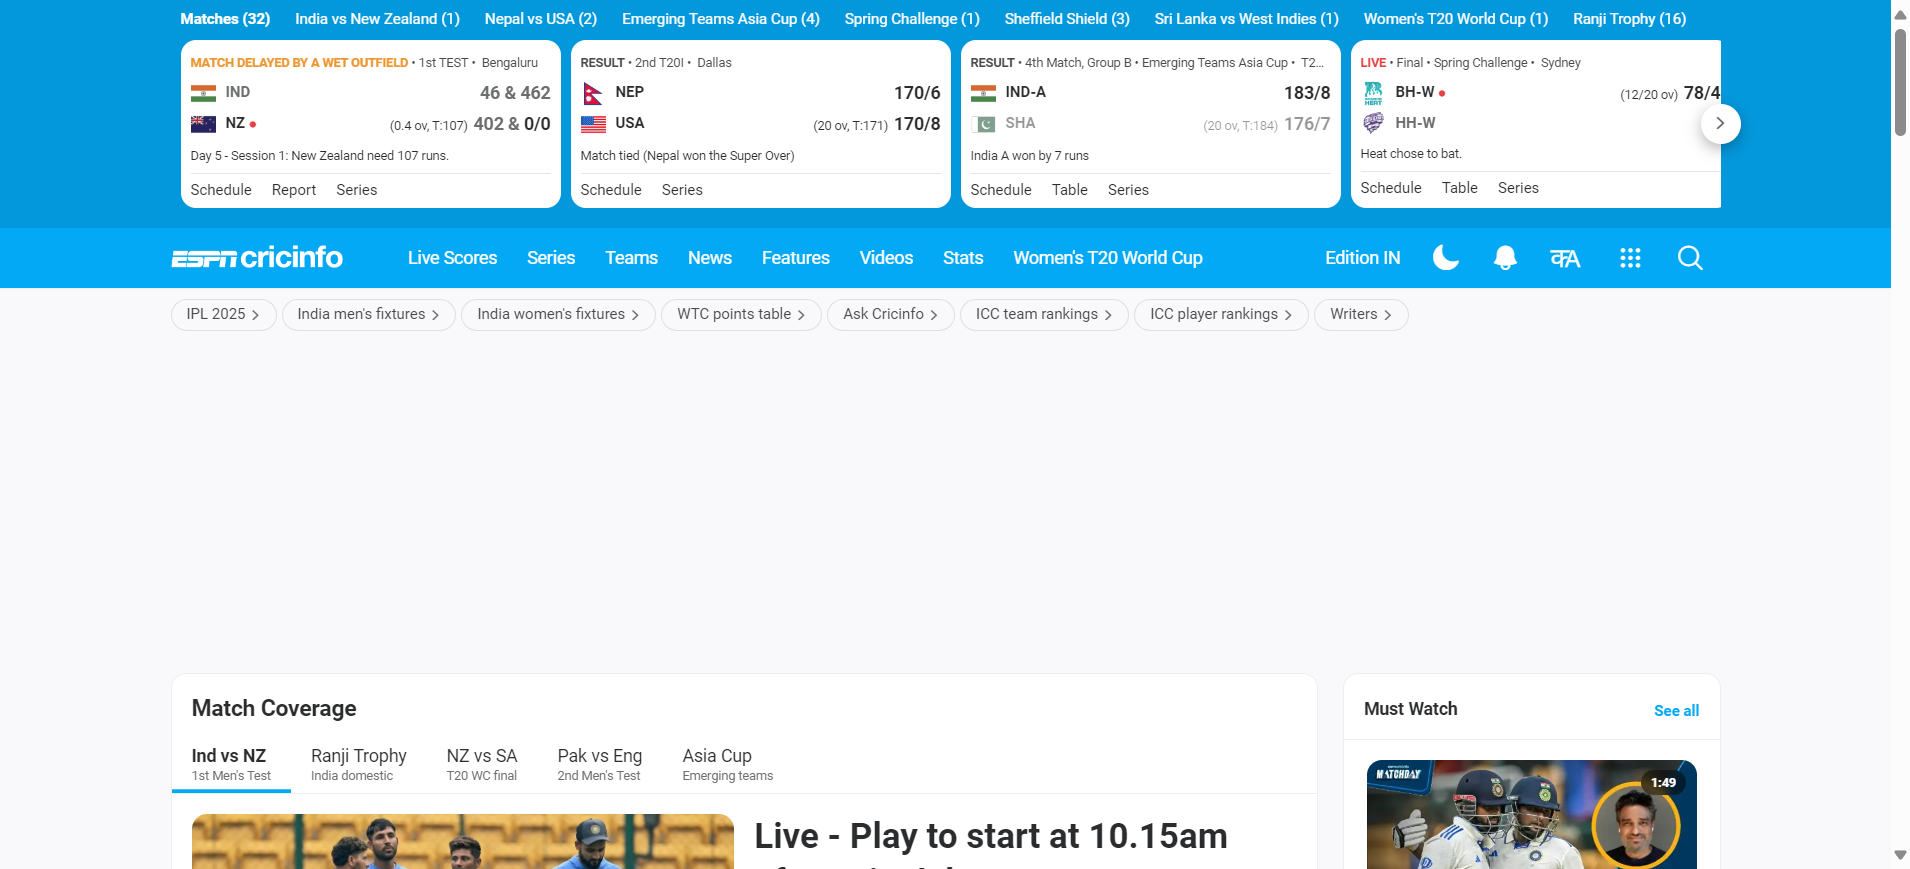 Matches (32) India vs New Zealand (1) Nepal vs USA (2) Emerging Teams Asia Cup (4) Spring Challenge (1) Sheffield Shield (3) Sri Lanka vs West Indies (1) Women's T20 World Cup (1) Ranji Trophy (16)
MATCH DELAYED BY A WET OUTFIELD • 1st TEST • Bengaluru
IND 46 & 462
NZ (0.4 ov, T:107) 402 & 0/0
Day 5 - Session 1: New Zealand need 107 runs.
Schedule Report Series
RESULT • 2nd T20I • Dallas
NEP 170/6
USA (20 ov, T:171) 170/8
Match tied (Nepal won the Super Over)
Schedule Series
RESULT • 4th Match, Group B • Emerging Teams Asia Cup • T2...
IND-A 183/8
SHA (20 ov, T:184) 176/7
India A won by 7 runs
Schedule Table Series
LIVE • Final • Spring Challenge • Sydney
HEAT
BH-W (12/20 ov) 78/4
HH-W
Heat chose to bat.
Schedule Table Series
ESPN cricinfo Live Scores Series Teams News Features Videos Stats Women's T20 World Cup Edition IN
IPL 2025 India men's fixtures India women's fixtures WTC points table Ask Cricinfo ICC team rankings ICC player rankings Writers
Match Coverage
Ind vs NZ Ranji Trophy NZ vs SA Pak vs Eng Asia Cup
1st Men's Test India domestic T20 WC final 2nd Men's Test Emerging teams
Live - Play to start at 10.15am
Must Watch See all
MATCHDAY
1:49